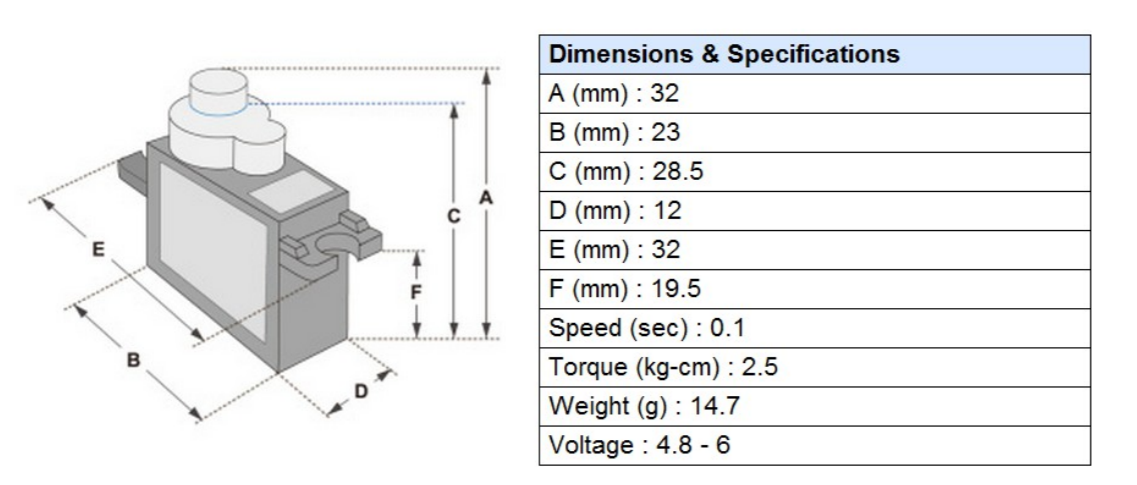 A
C
E
F
B
D
Dimensions & Specifications
A (mm) : 32
B (mm) : 23
C (mm) : 28.5
D (mm) : 12
E (mm) : 32
F (mm) : 19.5
Speed (sec) : 0.1
Torque (kg-cm) : 2.5
Weight (g) : 14.7
Voltage : 4.8 - 6